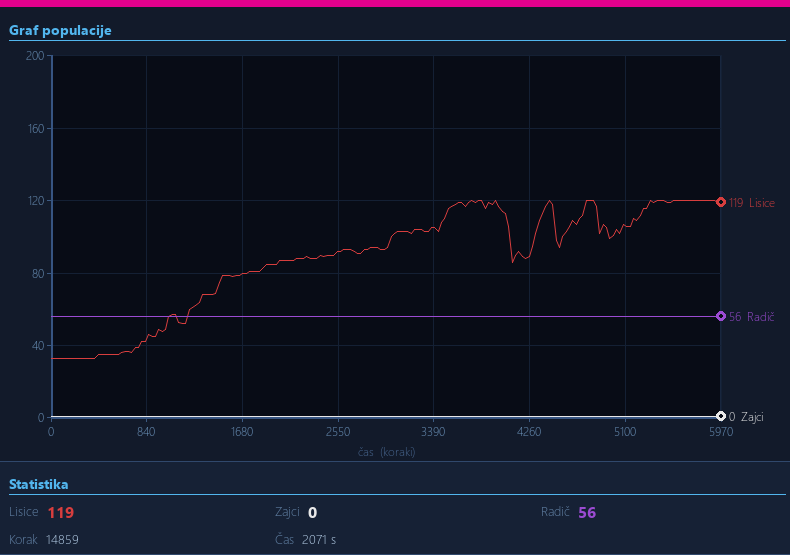 Graf populacije
200
160
120
80
40
0
119 Lisice
56 Radič
0 Zajci
0 840 1680 2550 3390 4260 5100 5970
čas (koraki)
Statistika
Lisice 119 Zajci 0 Radič 56
Korak 14859 Čas 2071 s